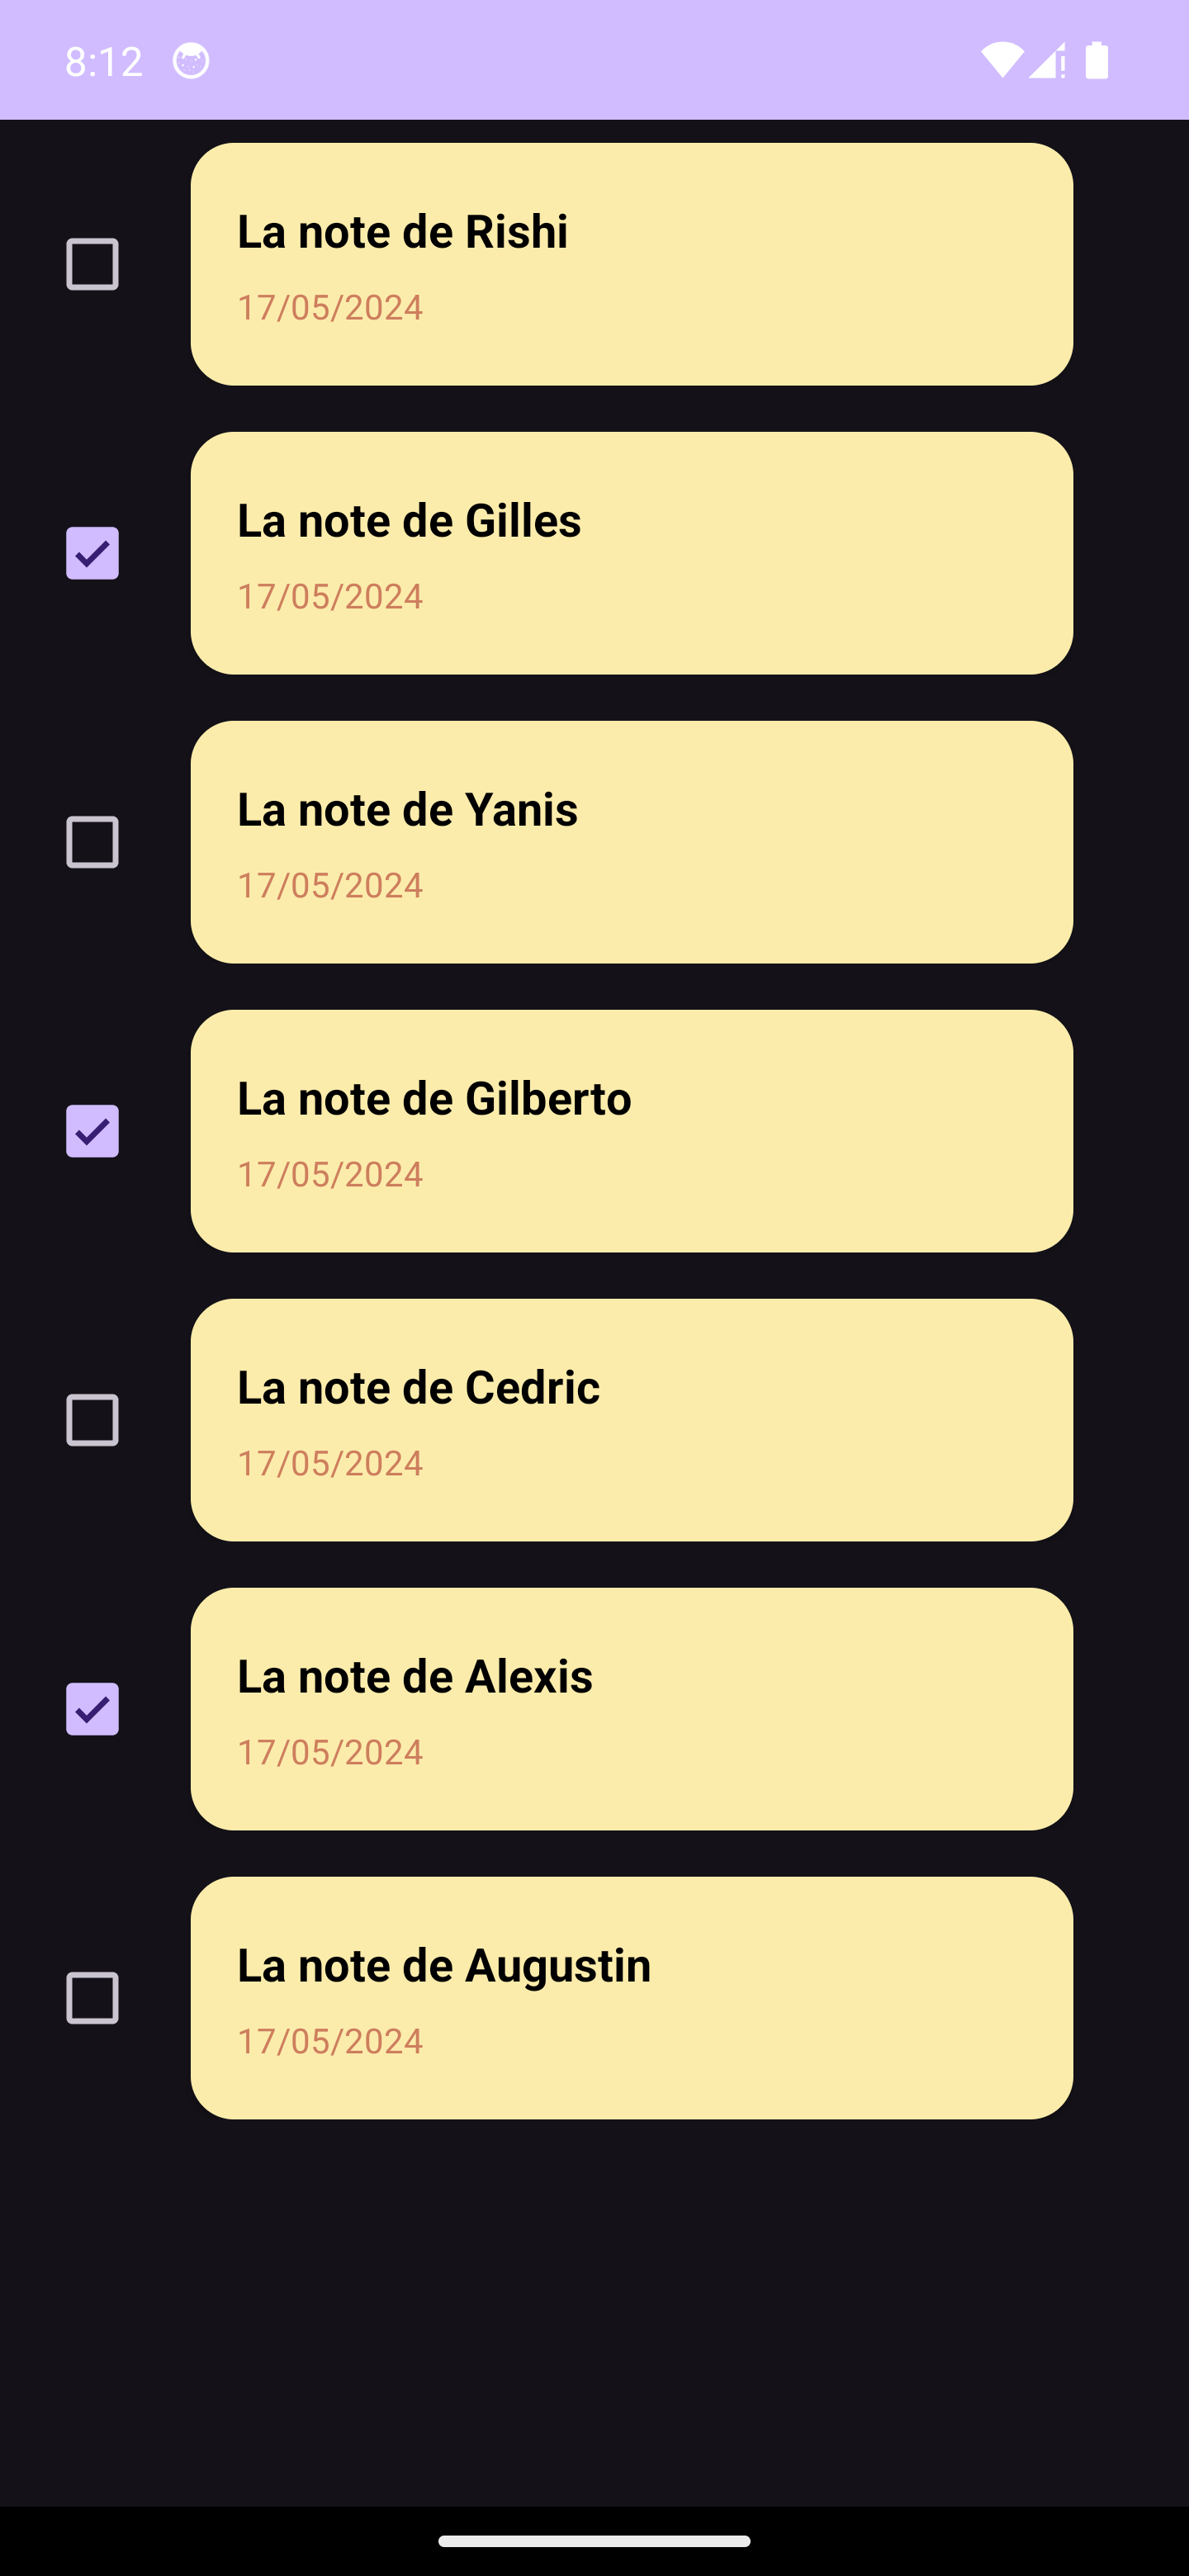 8:12
La note de Rishi
17/05/2024
La note de Gilles
17/05/2024
La note de Yanis
17/05/2024
La note de Gilberto
17/05/2024
La note de Cedric
17/05/2024
La note de Alexis
17/05/2024
La note de Augustin
17/05/2024